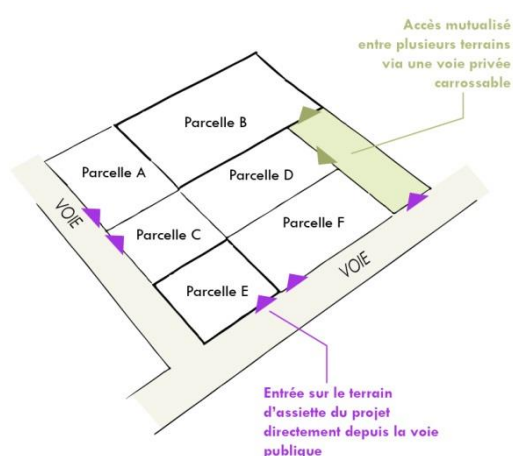 Accès mutualisé
entre plusieurs terrains
via une voie privée
carrossable
Parcelle B
Parcelle A
Parcelle D
Parcelle C
Parcelle F
VOIE
Parcelle E
VOIE
Entrée sur le terrain
d'assiette du projet
directement depuis la voie
publique